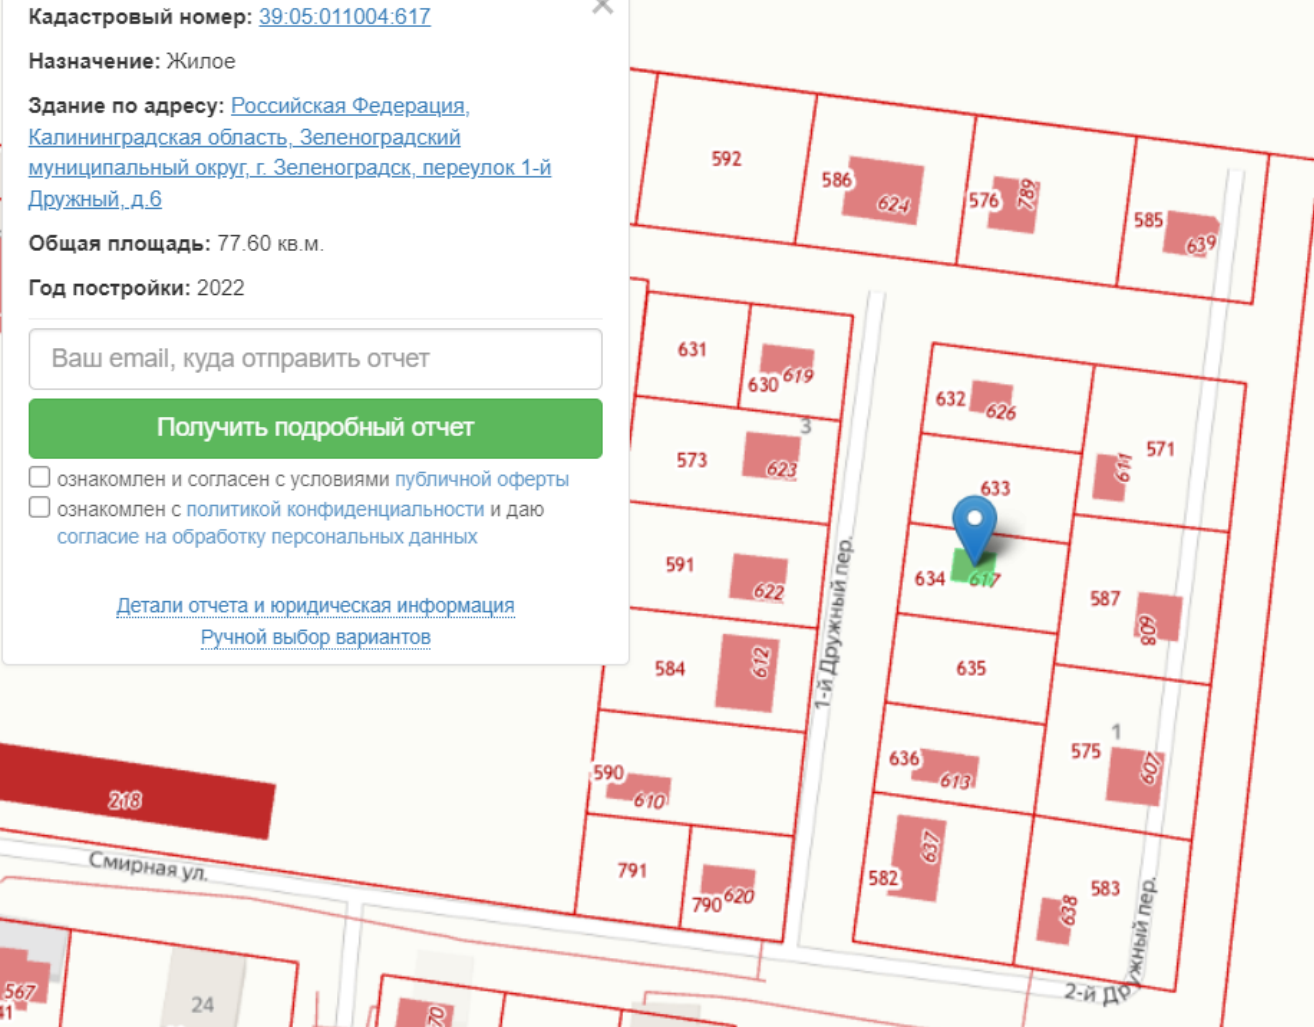 Кадастровый номер: 39:05:011004:617
Назначение: Жилое
Здание по адресу: Российская Федерация,
Калининградская область, Зеленоградский
муниципальный округ, г. Зеленоградск, переулок 1-й
Дружный, д.6
Общая площадь: 77.60 кв.м.
Год постройки: 2022
Ваш email, куда отправить отчет
Получить подробный отчет
ознакомлен и согласен с условиями публичной оферты
ознакомлен с политикой конфиденциальности и даю
согласие на обработку персональных данных
Детали отчета и юридическая информация
Ручной выбор вариантов
592
586
624
576
789
585
639
631
630
619
632
626
571
611
573
3
623
633
591
622
634
617
587
608
584
612
635
1-й Дружный пер.
590
610
636
613
575
1
607
218
791
790
620
582
637
583
638
Смирная ул.
2-й Дружный пер.
567
41
24
70